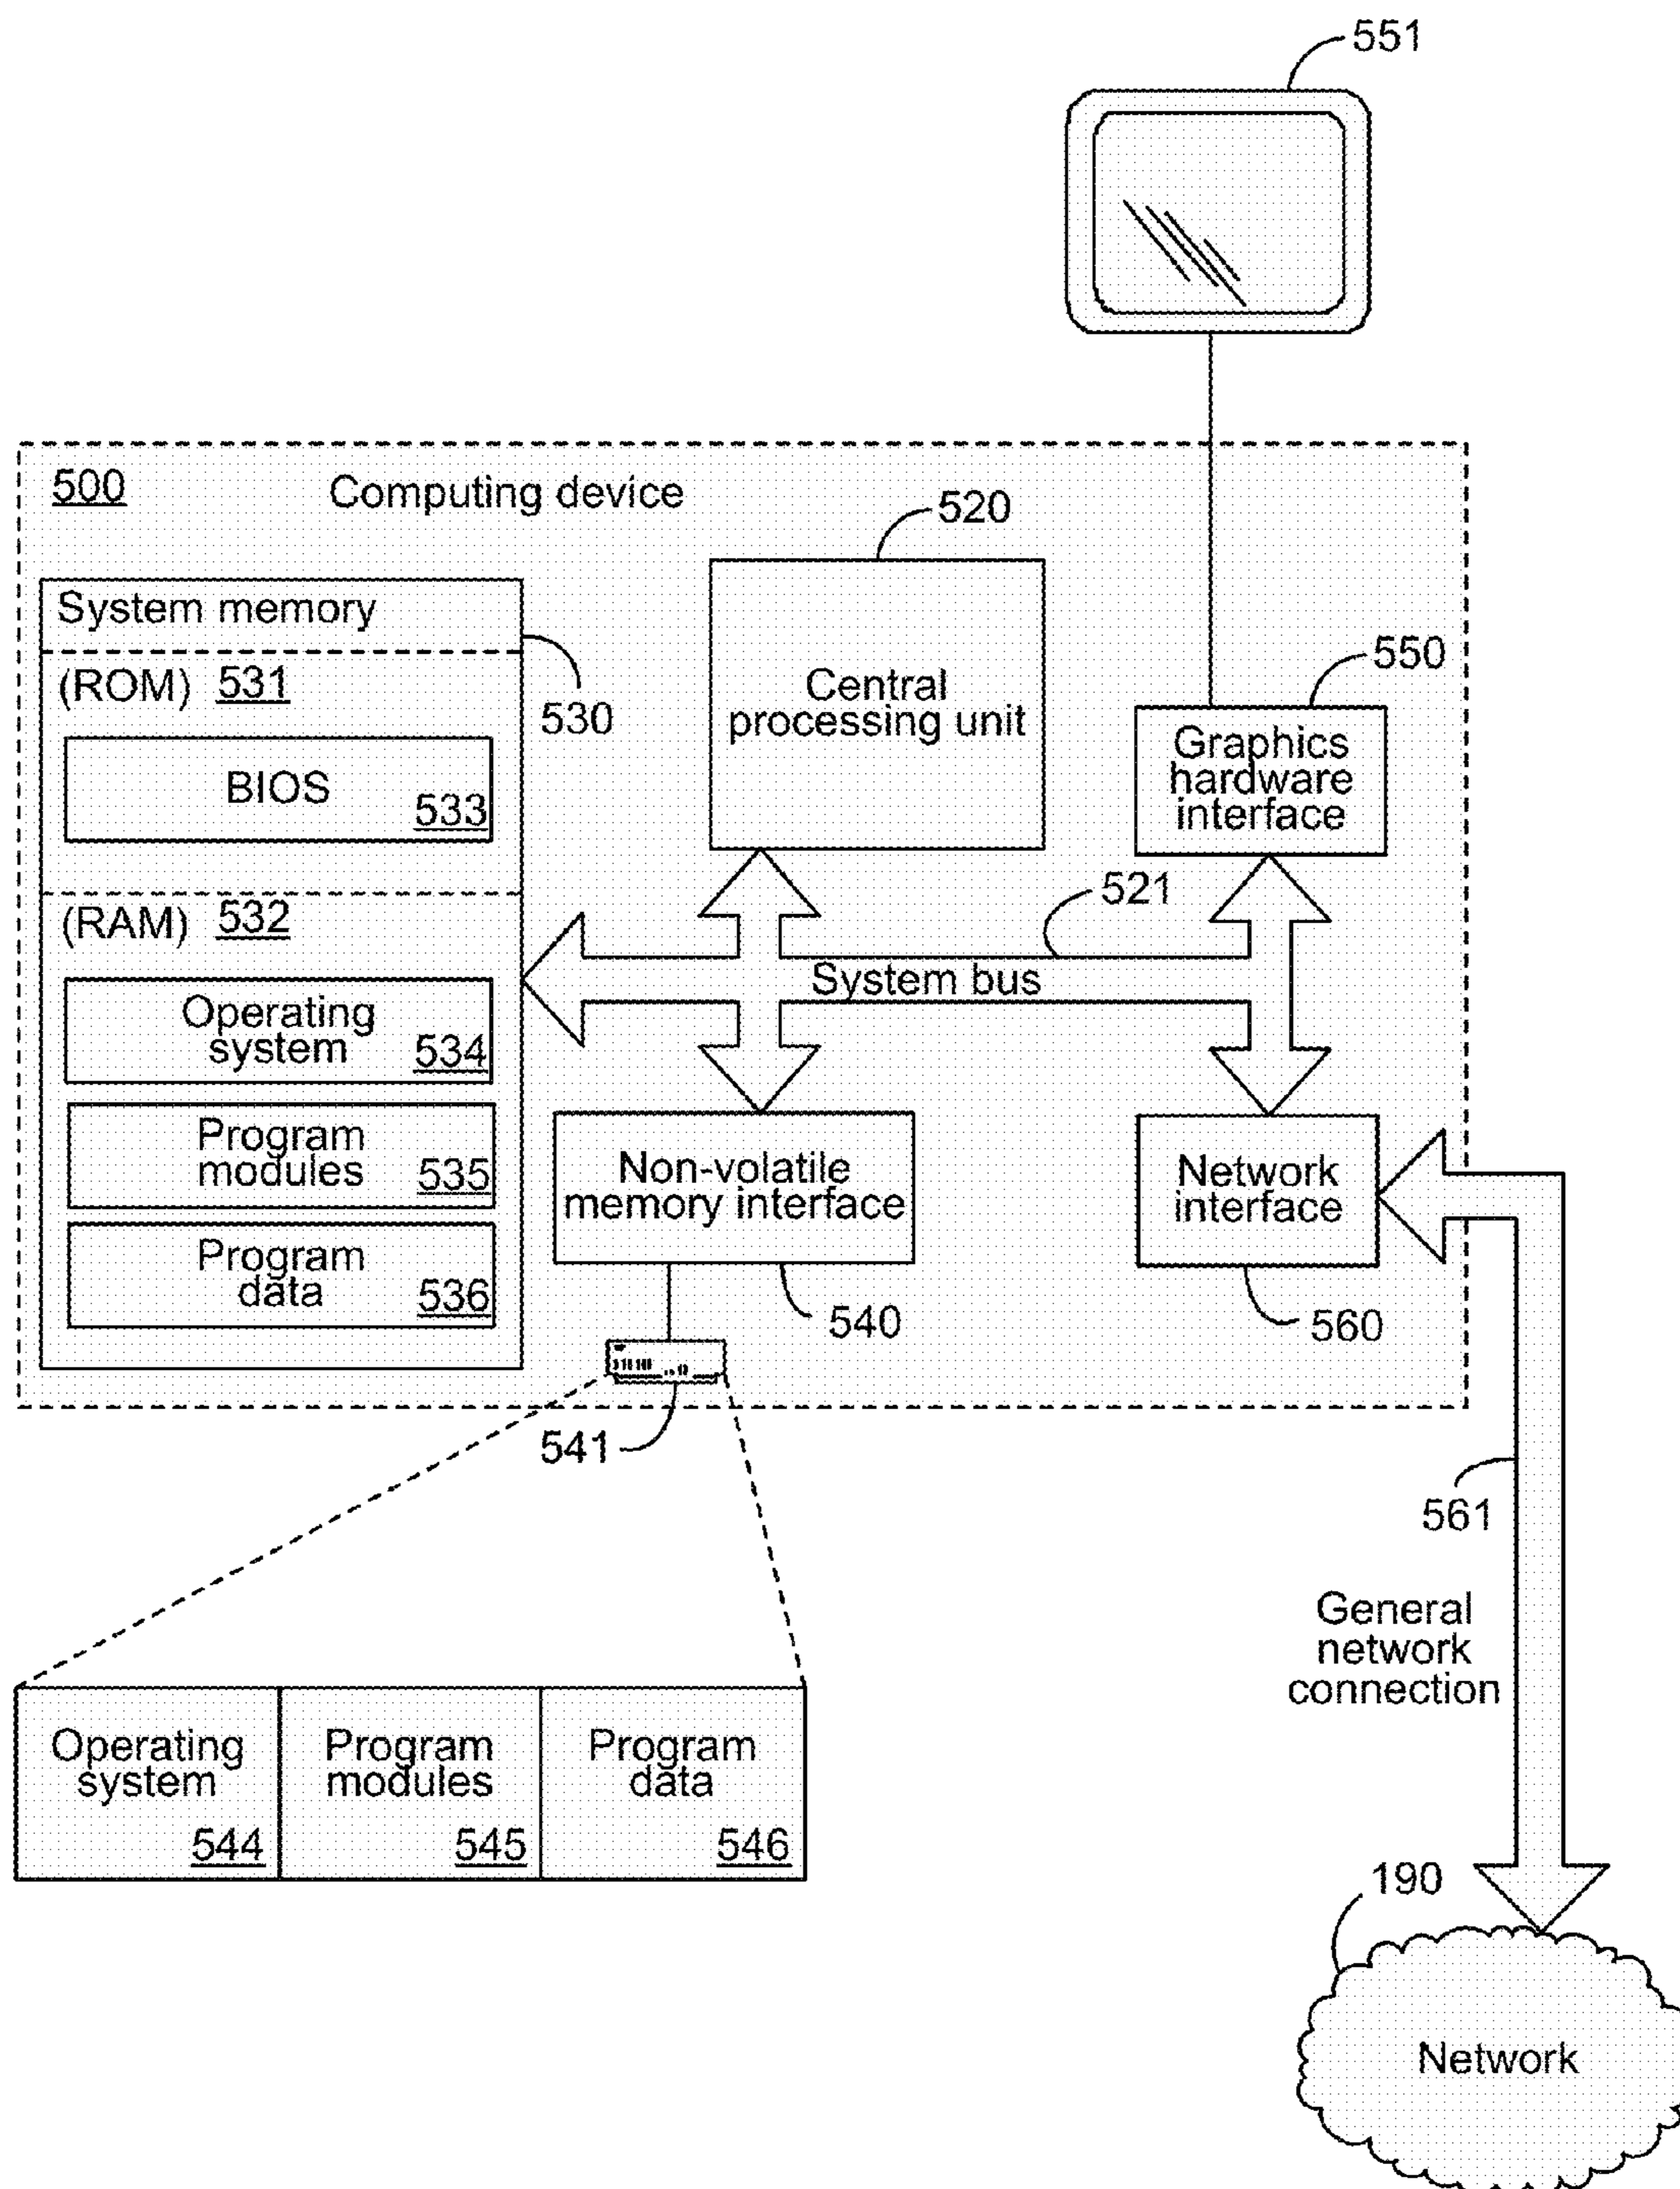 551
500
Computing device
520
System memory
(ROM) 531
530
BIOS
533
Central
processing unit
550
Graphics
hardware
interface
521
(RAM) 532
System bus
Operating
system
534
Program
modules
535
Program
data
536
Non-volatile
memory interface
540
Network
interface
560
541
561
General
network
connection
Operating
system
544
Program
modules
545
Program
data
546
190
Network